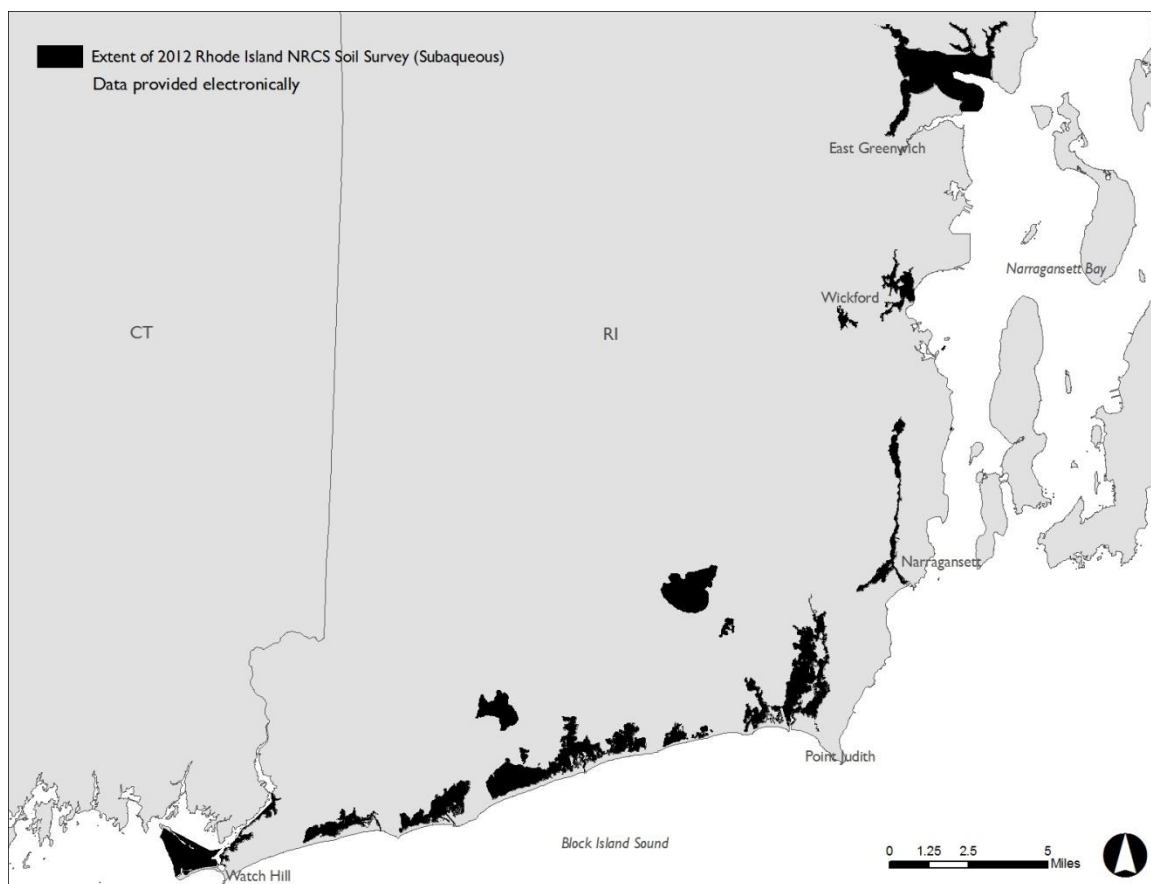 Extent of 2012 Rhode Island NRCS Soil Survey (Subaqueous)
Data provided electronically
East Greenwich
Narragansett Bay
Wickford
CT
RI
Narragansett
Point Judith
Block Island Sound
Watch Hill
0 1.25 2.5 5
Miles